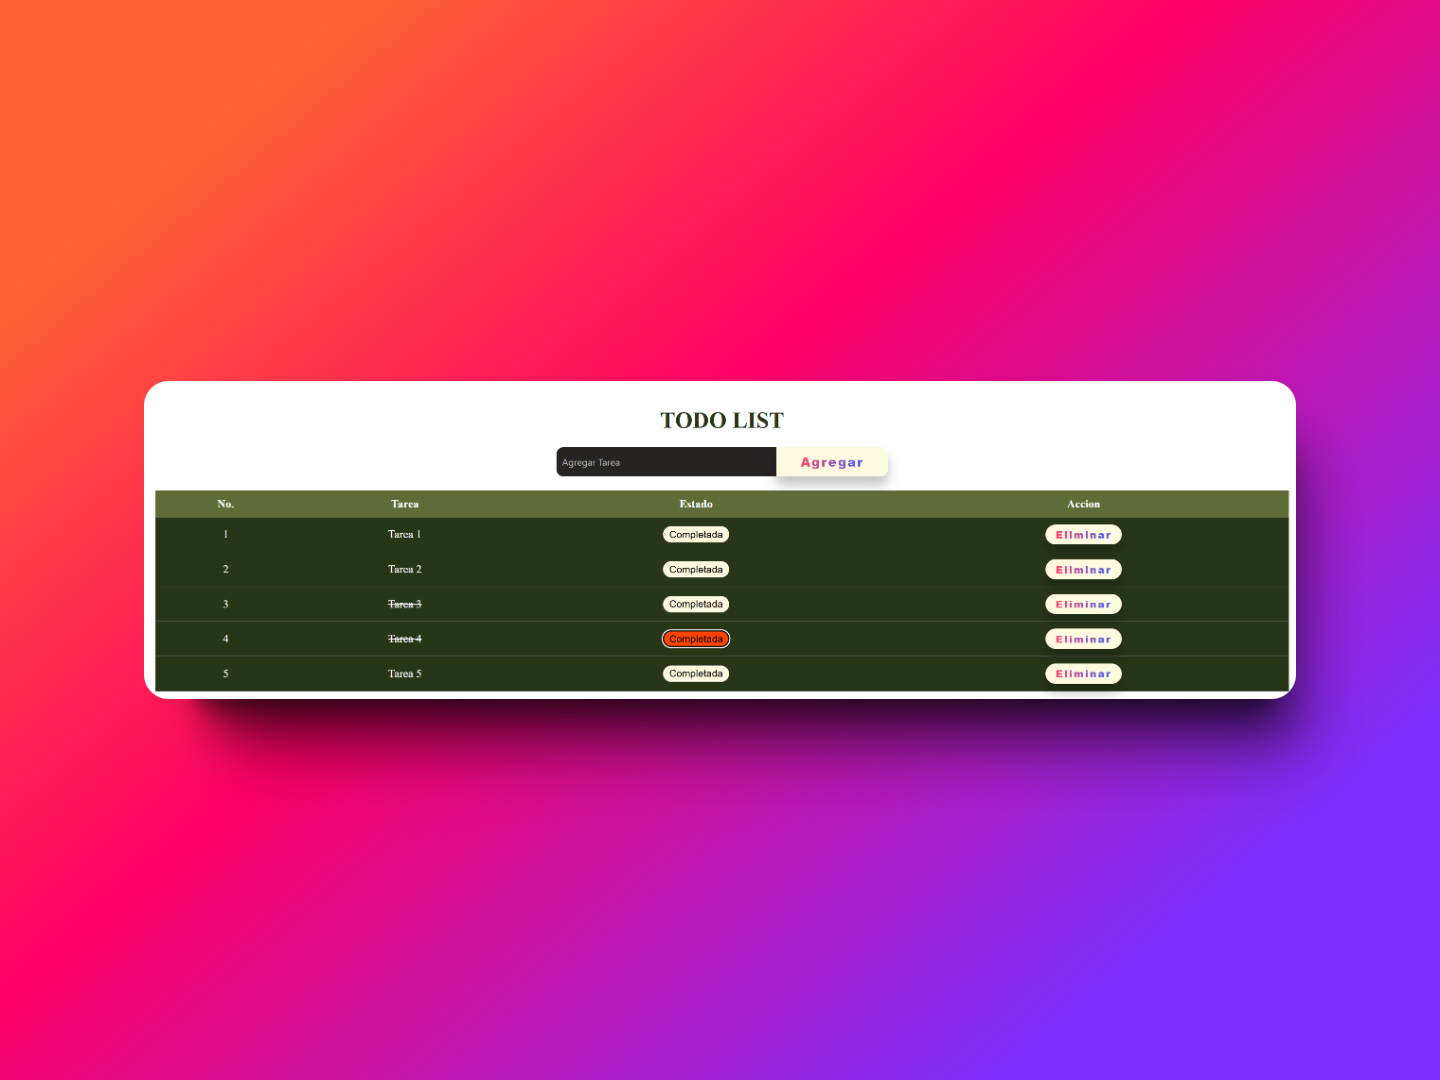 TODO LIST
Agregar Tarea Agregar
No. Tarea Estado Accion
1 Tarea 1 Completada Eliminar
2 Tarea 2 Completada Eliminar
3 Tarea 3 Completada Eliminar
4 Tarea 4 Completada Eliminar
5 Tarea 5 Completada Eliminar